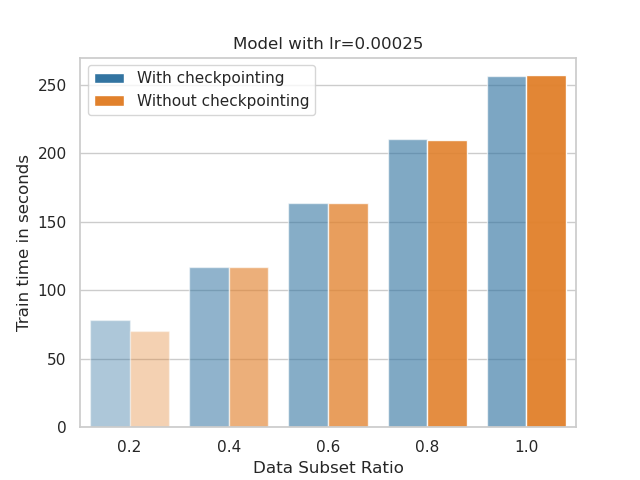 Model with lr=0.00025
With checkpointing
Without checkpointing
Train time in seconds
250
200
150
100
50
0
0.2 0.4 0.6 0.8 1.0
Data Subset Ratio